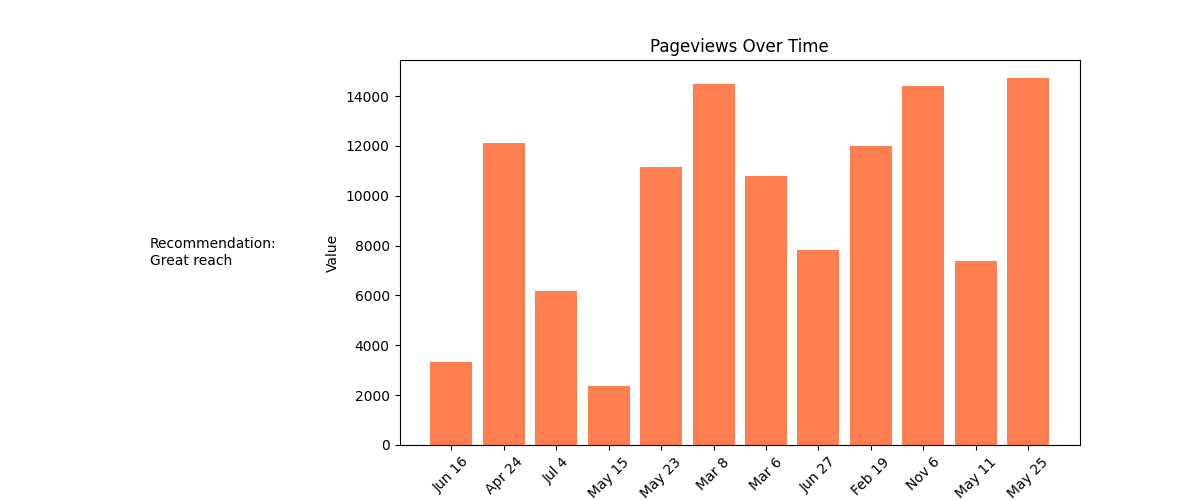 Pageviews Over Time
Recommendation:
Great reach
Value
14000
12000
10000
8000
6000
4000
2000
0
Jun 16
Apr 24
Jul 4
May 15
May 23
Mar 8
Mar 6
Jun 27
Feb 19
Nov 6
May 11
May 25